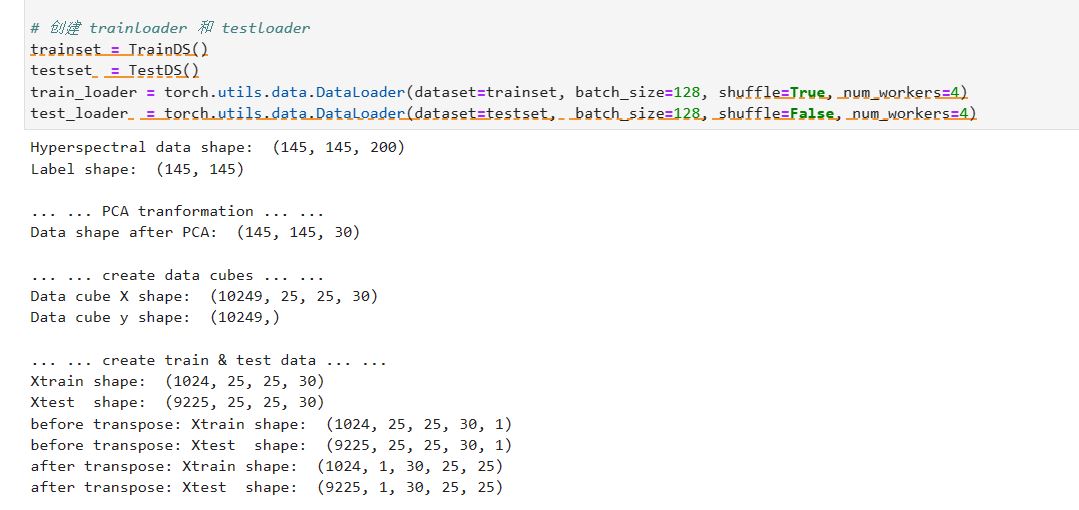 # 创建 trainloader 和 testloader
trainset = TrainDS()
testset  = TestDS()
train_loader = torch.utils.data.DataLoader(dataset=trainset, batch_size=128, shuffle=True, num_workers=4)
test_loader  = torch.utils.data.DataLoader(dataset=testset,  batch_size=128, shuffle=False, num_workers=4)
Hyperspectral data shape:  (145, 145, 200)
Label shape:  (145, 145)
... ... PCA tranformation ... ...
Data shape after PCA:  (145, 145, 30)
... ... create data cubes ... ...
Data cube X shape:  (10249, 25, 25, 30)
Data cube y shape:  (10249,)
... ... create train & test data ... ...
Xtrain shape:  (1024, 25, 25, 30)
Xtest  shape:  (9225, 25, 25, 30)
before transpose: Xtrain shape:  (1024, 25, 25, 30, 1)
before transpose: Xtest  shape:  (9225, 25, 25, 30, 1)
after transpose: Xtrain shape:  (1024, 1, 30, 25, 25)
after transpose: Xtest  shape:  (9225, 1, 30, 25, 25)